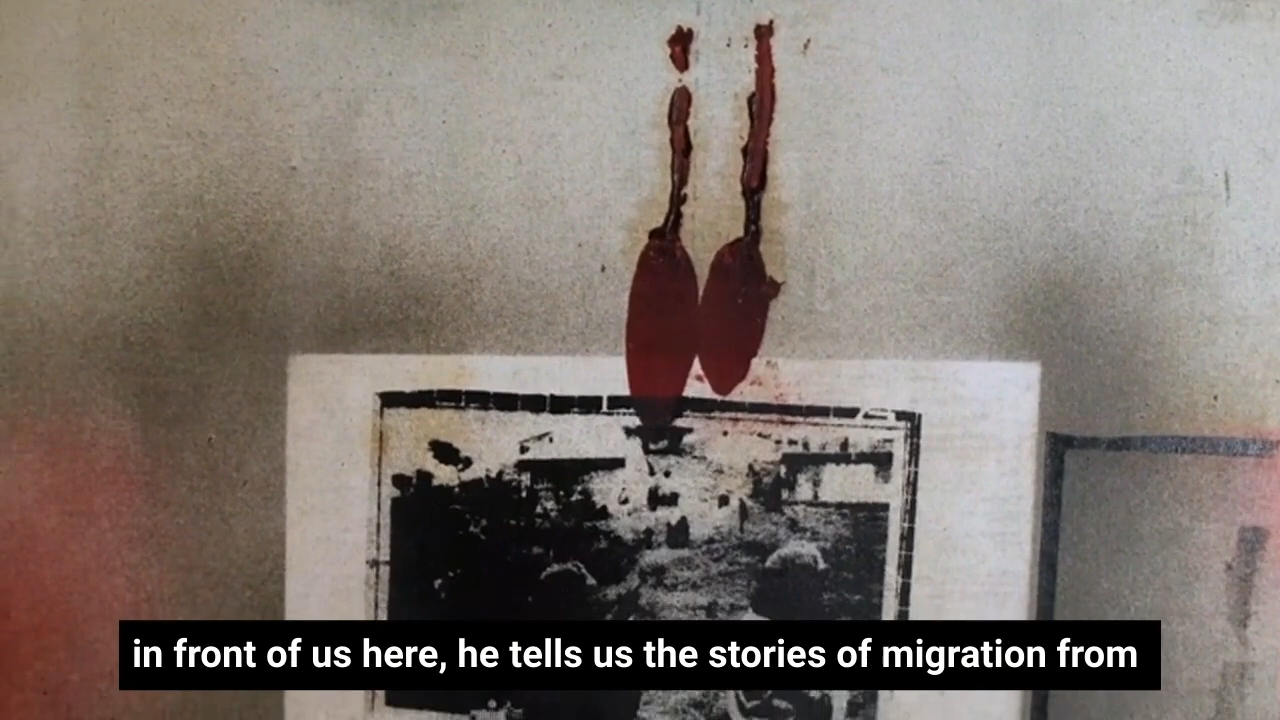 in front of us here, he tells us the stories of migration from